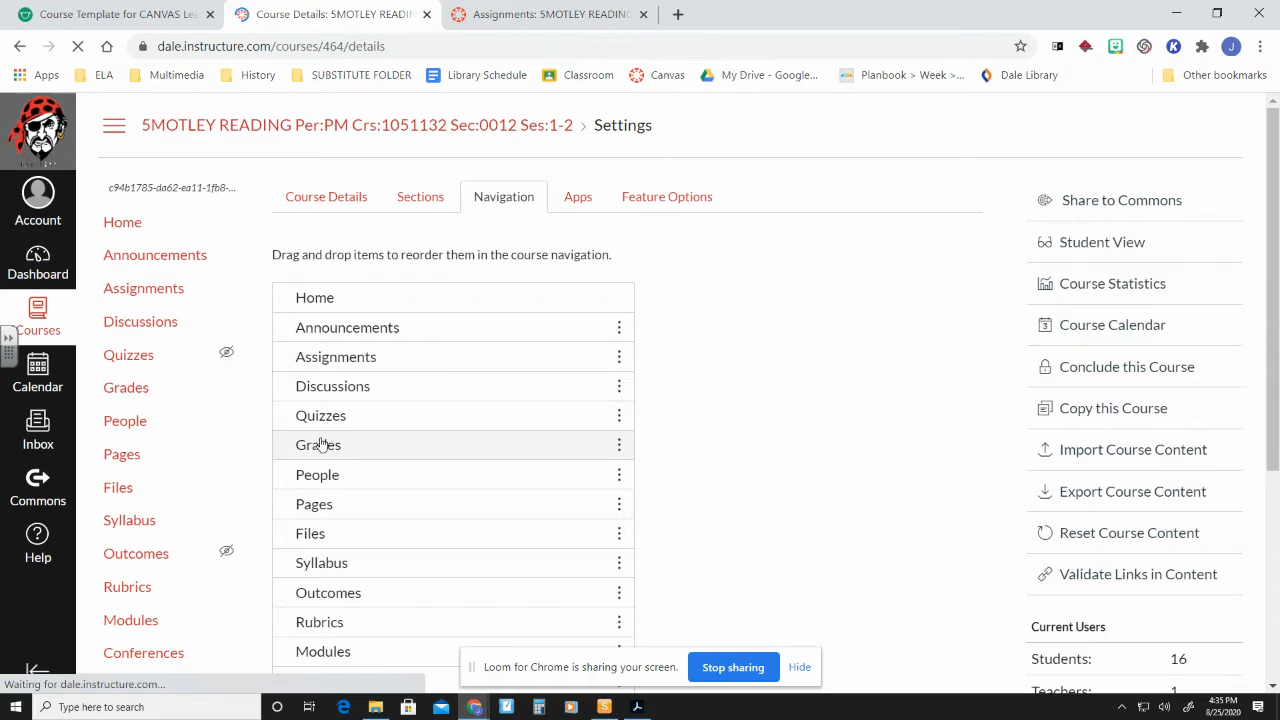 Course Template for CANVAS Lea
Course Details: 5MOTLEY READIN
Assignments: 5MOTLEY READING
dale.instructure.com/courses/464/details
Apps
ELA
Multimedia
History
SUBSTITUTE FOLDER
Library Schedule
Classroom
Canvas
My Drive - Google...
Planbook > Week >...
Dale Library
Other bookmarks
5MOTLEY READING Per:PM Crs:1051132 Sec:0012 Ses:1-2 > Settings
Account
Dashboard
Courses
Calendar
Inbox
Commons
Help
c94b1785-da62-ea11-1fb8-...
Home
Announcements
Assignments
Discussions
Quizzes
Grades
People
Pages
Files
Syllabus
Outcomes
Rubrics
Modules
Conferences
Course Details
Sections
Navigation
Apps
Feature Options
Drag and drop items to reorder them in the course navigation.
Home
Announcements
Assignments
Discussions
Quizzes
Grades
People
Pages
Files
Syllabus
Outcomes
Rubrics
Modules
Share to Commons
Student View
Course Statistics
Course Calendar
Conclude this Course
Copy this Course
Import Course Content
Export Course Content
Reset Course Content
Validate Links in Content
Current Users
Students: 16
Teachers: 1
Loom for Chrome is sharing your screen.
Stop sharing
Hide
Waiting for dale.instructure.com...
Type here to search
4:35 PM
8/25/2020